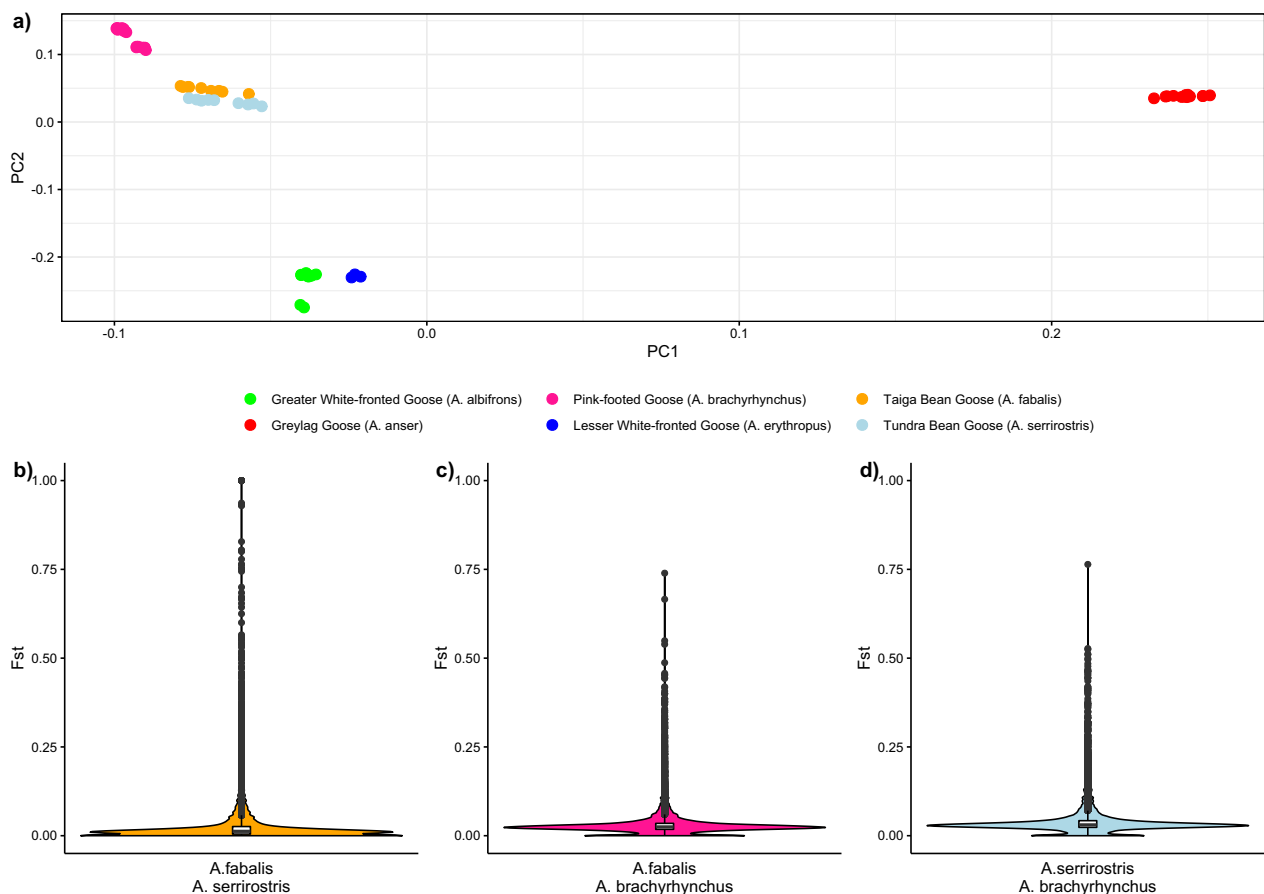 a)
0.1
0.0
-0.1
-0.2
PC2
-0.1 0.0 0.1 0.2
PC1
Greater White-fronted Goose (A. albifrons) Pink-footed Goose (A. brachyrhynchus) Taiga Bean Goose (A. fabalis)
Greylag Goose (A. anser) Lesser White-fronted Goose (A. erythropus) Tundra Bean Goose (A. serrirostris)
b)
1.00
0.75
0.50
0.25
0.00
Fst
A.fabalis
A. serrirostris
c)
1.00
0.75
0.50
0.25
0.00
Fst
A.fabalis
A. brachyrhynchus
d)
1.00
0.75
0.50
0.25
0.00
Fst
A.serrirostris
A. brachyrhynchus